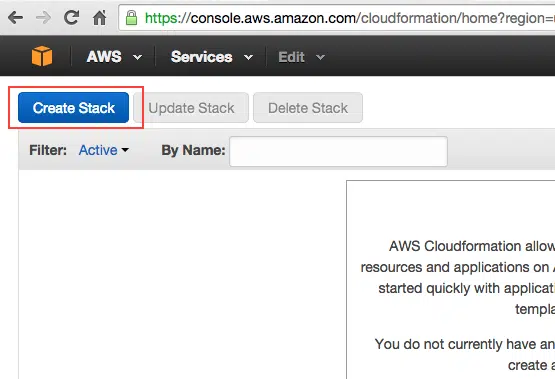 https://console.aws.amazon.com/cloudformation/home?region=
AWS Services Edit
Create Stack Update Stack Delete Stack
Filter: Active By Name:
AWS Cloudformation allow
resources and applications on
started quickly with applicati
templa
You do not currently have an
create a